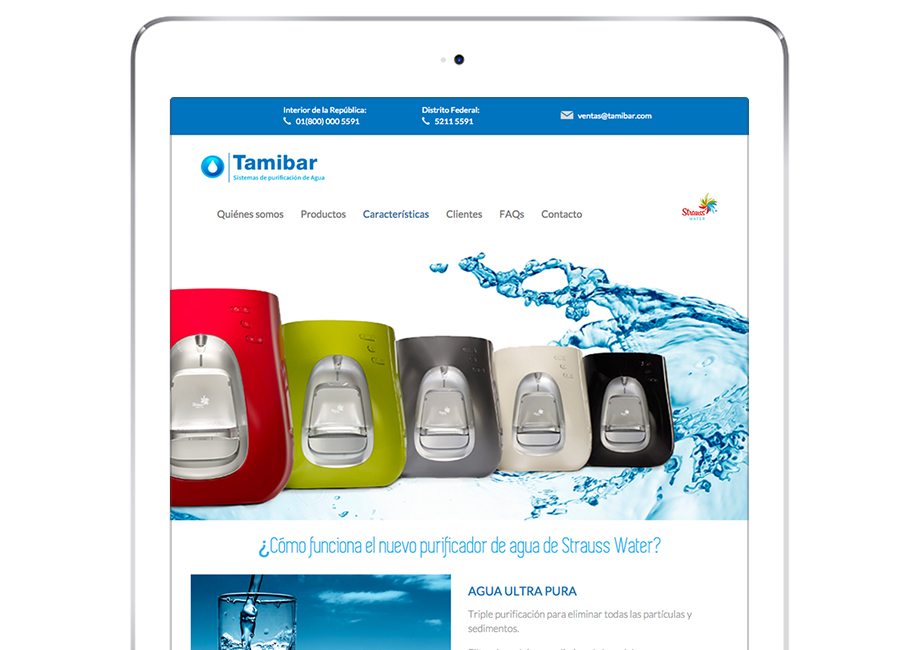 Interior de la República:
01(800) 000 5591
Distrito Federal:
5211 5591
ventas@tamibar.com
Tamibar
Sistemas de purificación de Agua
Quiénes somos Productos Características Clientes FAQs Contacto
Strauss
WATER
¿Cómo funciona el nuevo purificador de agua de Strauss Water?
AGUA ULTRA PURA
Triple purificación para eliminar todas las partículas y
sedimentos.